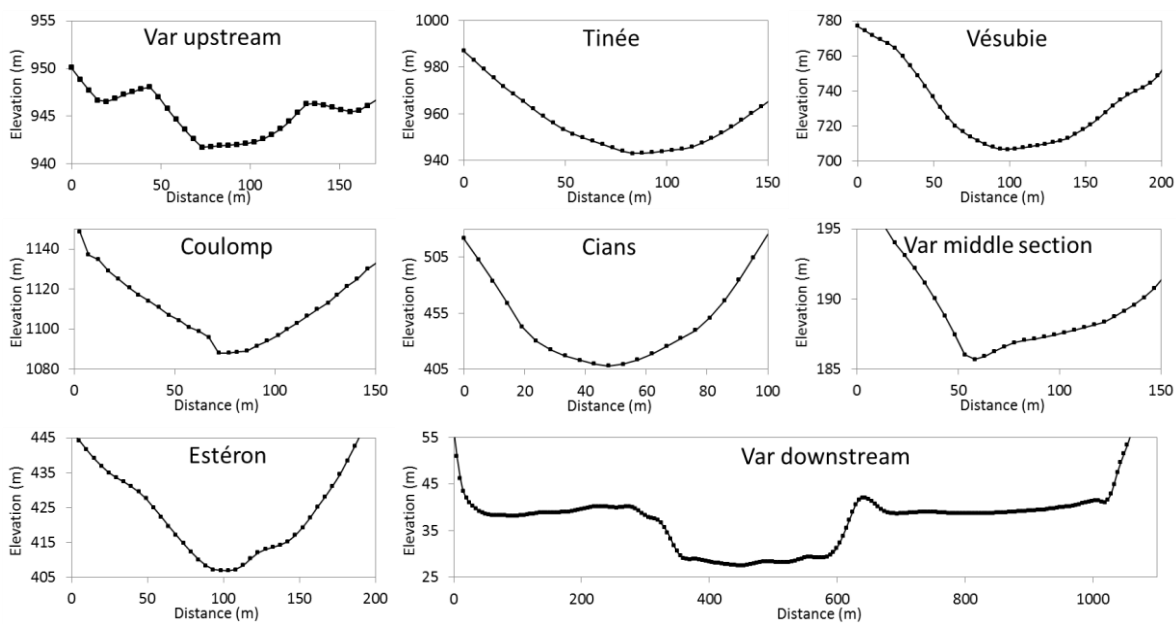 Var upstream
Elevation (m)
955
950
945
940
0 50 100 150
Distance (m)
Tinée
Elevation (m)
1000
980
960
940
0 50 100 150
Distance (m)
Vésubie
Elevation (m)
780
760
740
720
700
0 50 100 150 200
Distance (m)
Coulomp
Elevation (m)
1140
1120
1100
1080
0 50 100 150
Distance (m)
Cians
Elevation (m)
505
455
405
0 20 40 60 80 100
Distance (m)
Var middle section
Elevation (m)
195
190
185
0 50 100 150
Distance (m)
Estéron
Elevation (m)
445
435
425
415
405
0 50 100 150 200
Distance (m)
Var downstream
Elevation (m)
55
45
35
25
0 200 400 600 800 1000
Distance (m)